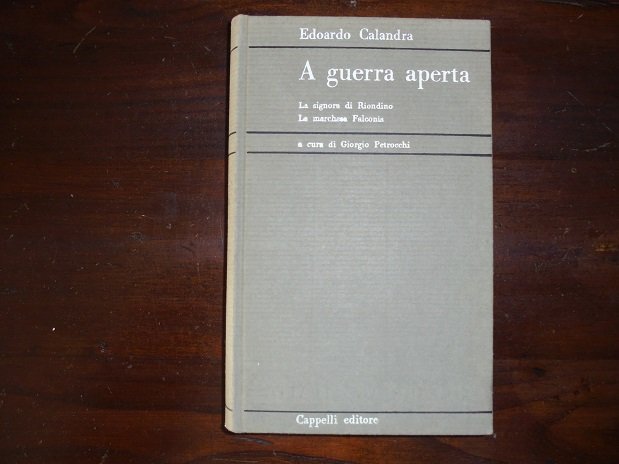 Edoardo Calandra
A guerra aperta
La signora di Riondino
La marchesa Falconis
a cura di Giorgio Petrocchi
Cappelli editore